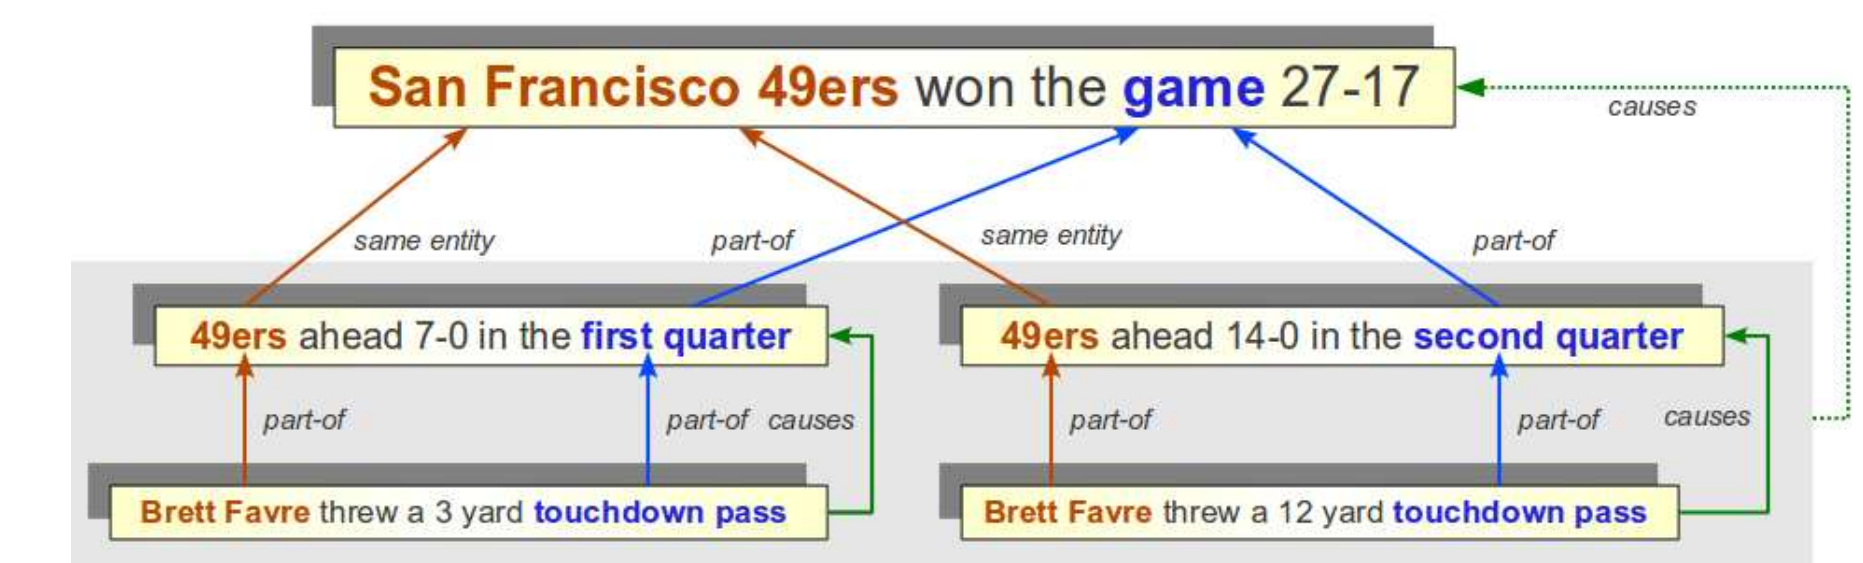 San Francisco 49ers won the game 27-17
causes
same entity
part-of
same entity
part-of
49ers ahead 7-0 in the first quarter
49ers ahead 14-0 in the second quarter
part-of
part-of
causes
part-of
part-of
causes
Brett Favre threw a 3 yard touchdown pass
Brett Favre threw a 12 yard touchdown pass